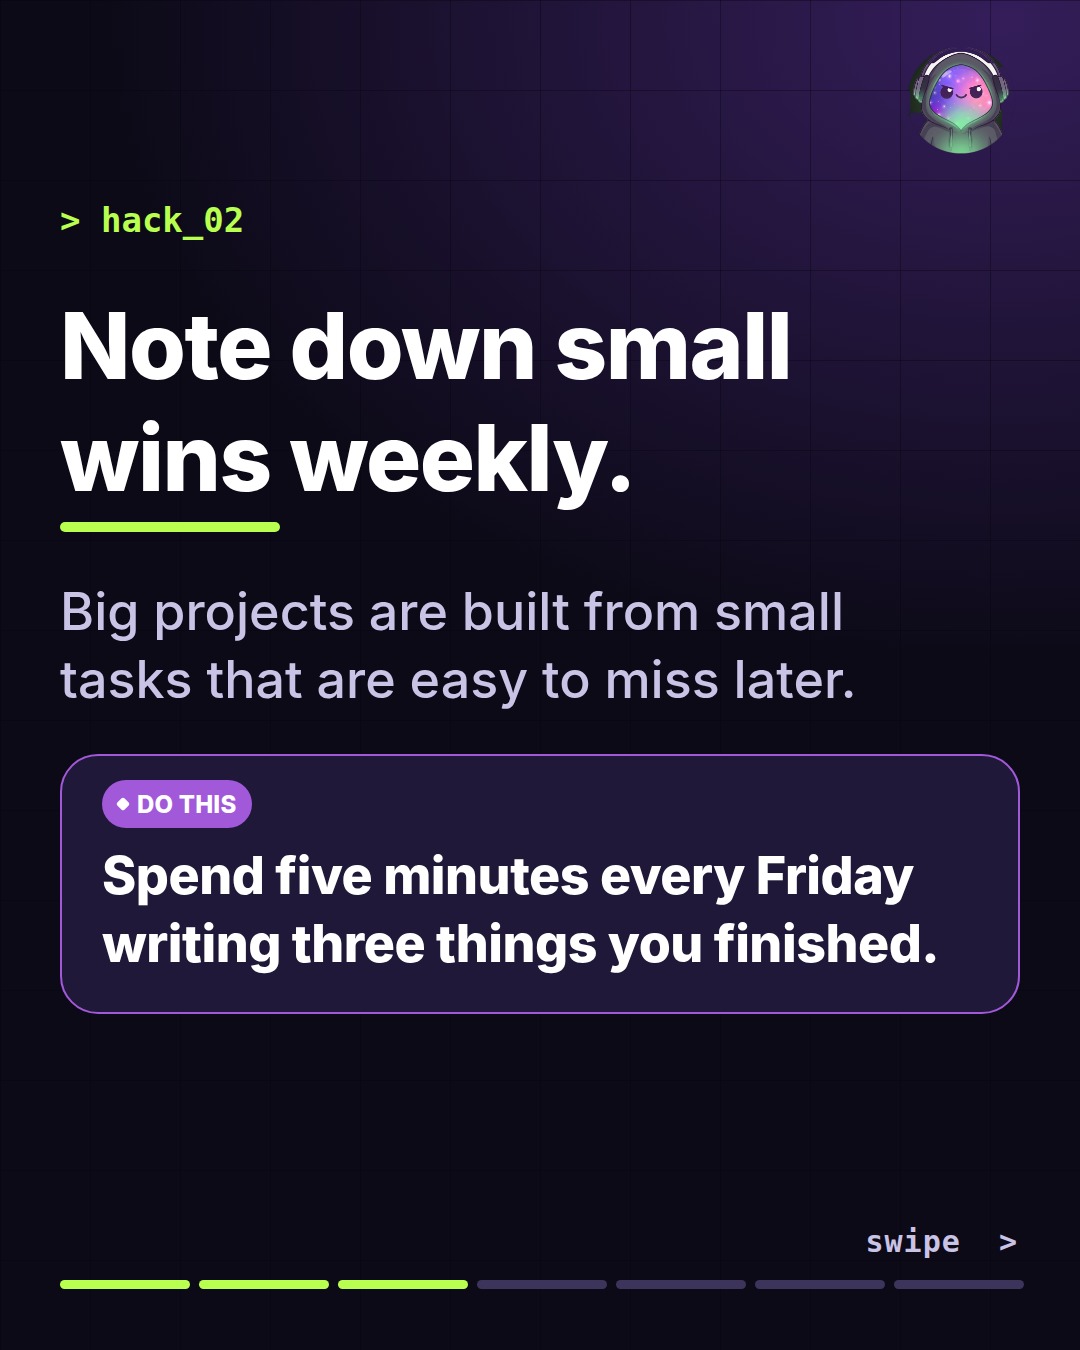 > hack_02
Note down small
wins weekly.
Big projects are built from small
tasks that are easy to miss later.
DO THIS
Spend five minutes every Friday
writing three things you finished.
swipe >